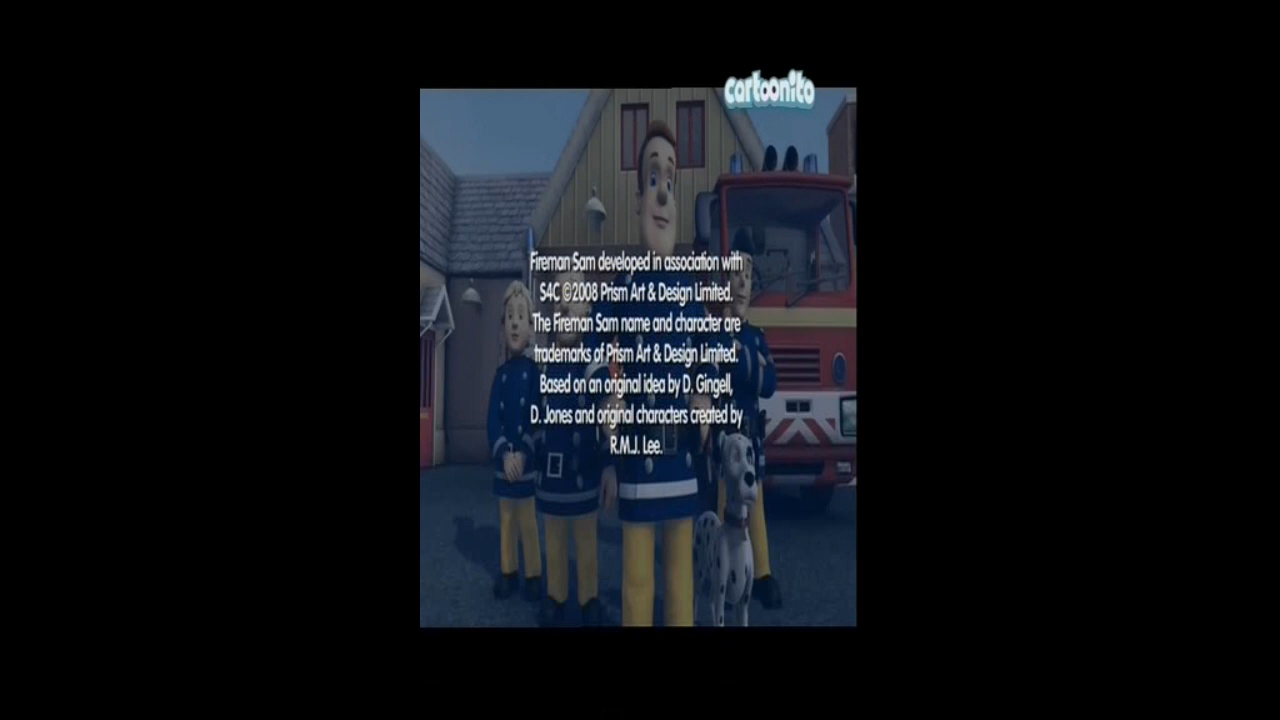 cartoonito
Fireman Sam developed in association with
S4C ©2008 Prism Art & Design Limited.
The Fireman Sam name and character are
trademarks of Prism Art & Design Limited.
Based on an original idea by D. Gingell,
D. Jones and original characters created by
R.M.J. Lee.